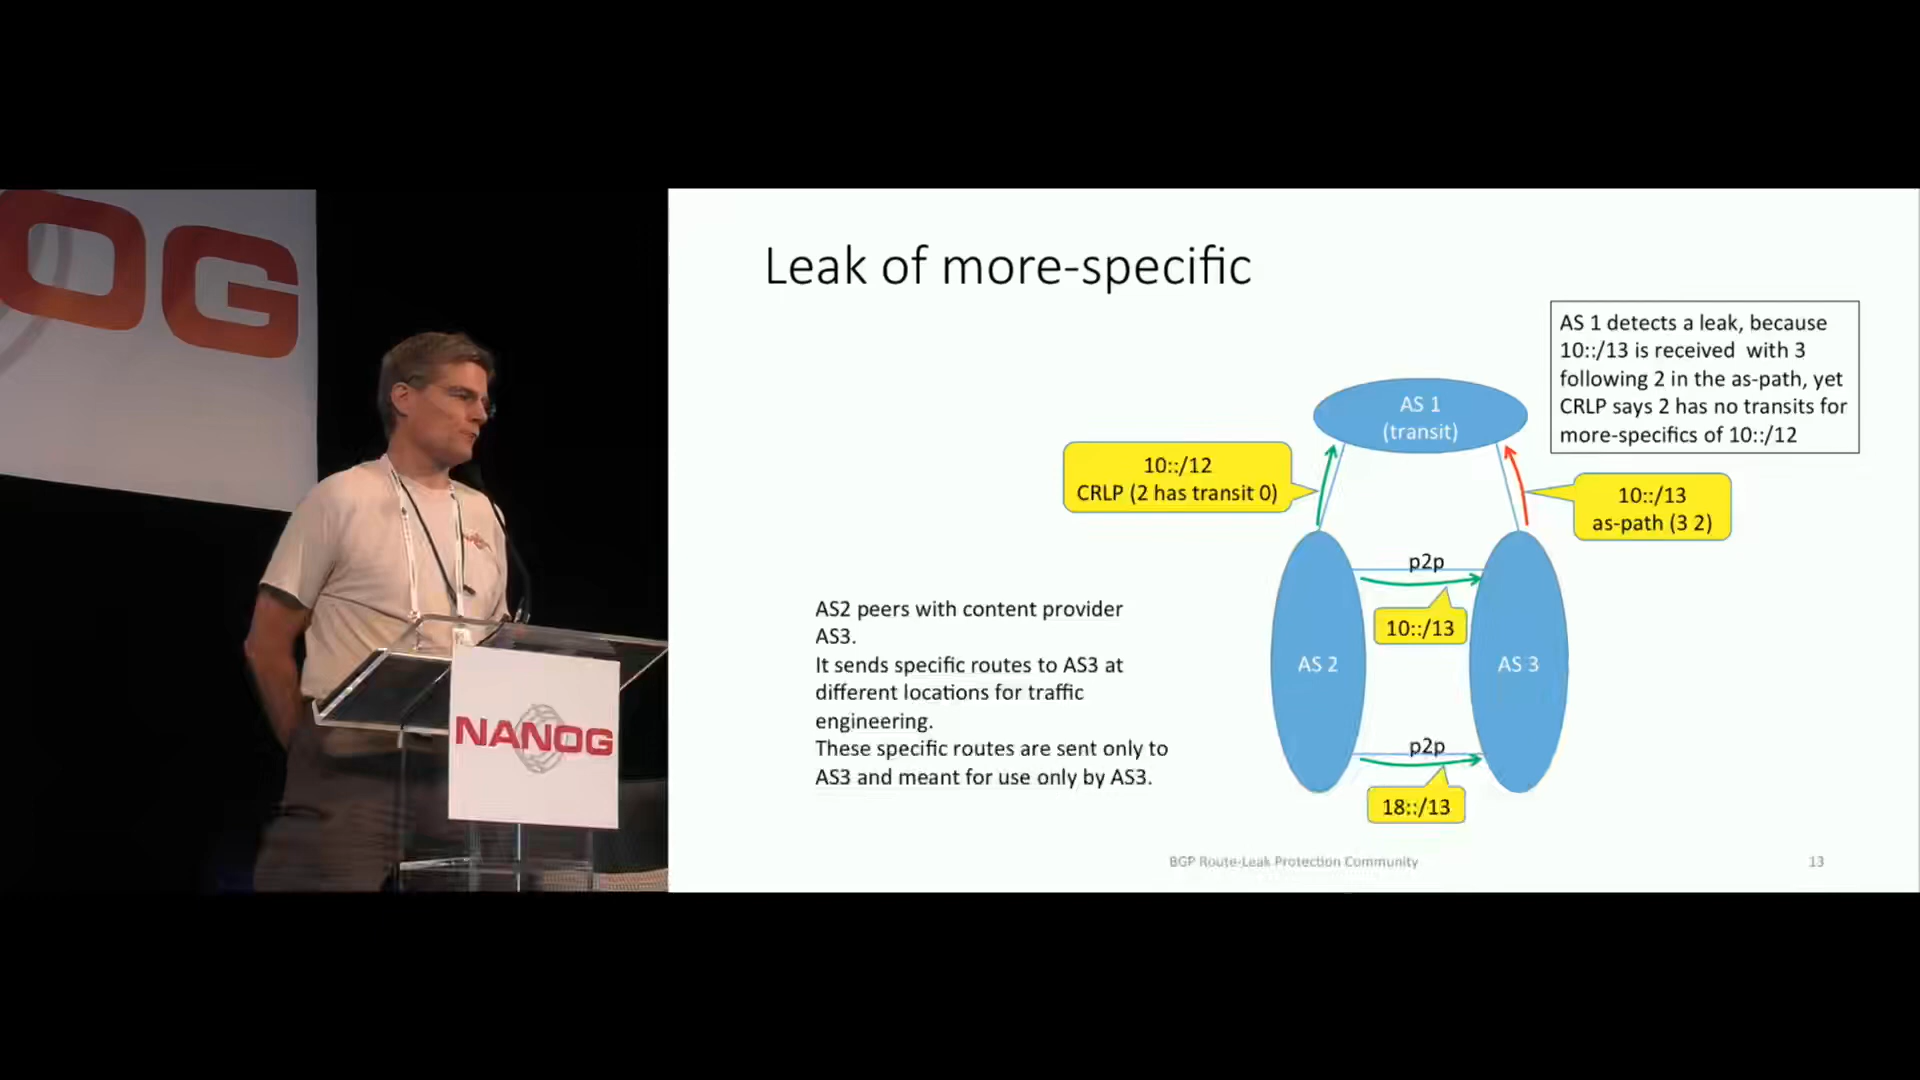 OG
NANOG
Leak of more-specific
AS 1 detects a leak, because
10::/13 is received with 3
following 2 in the as-path, yet
CRLP says 2 has no transits for
more-specifics of 10::/12
AS 1
(transit)
10::/12
CRLP (2 has transit 0)
10::/13
as-path (3 2)
p2p
10::/13
AS2 peers with content provider
AS3.
It sends specific routes to AS3 at
different locations for traffic
engineering.
These specific routes are sent only to
AS3 and meant for use only by AS3.
AS 2
AS 3
p2p
18::/13
BGP Route-Leak Protection Community
13